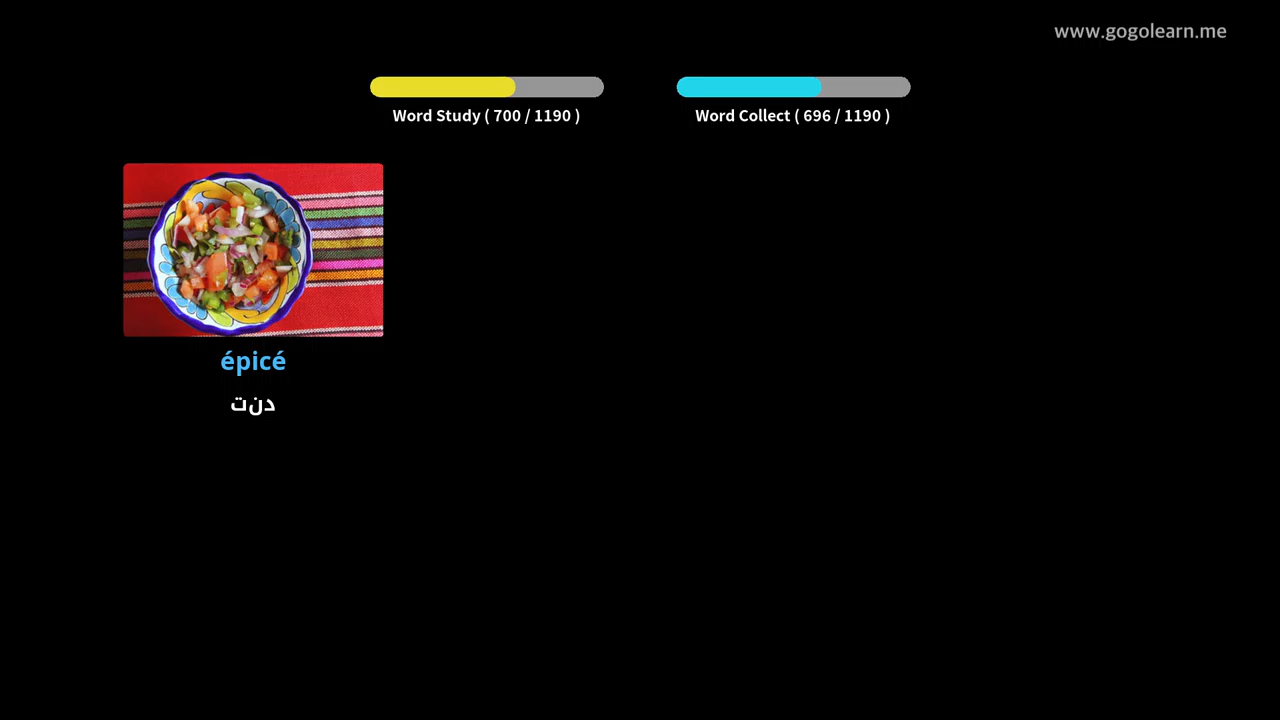 www.gogolearn.me
Word Study ( 700 / 1190 )
Word Collect ( 696 / 1190 )
épicé
دنت